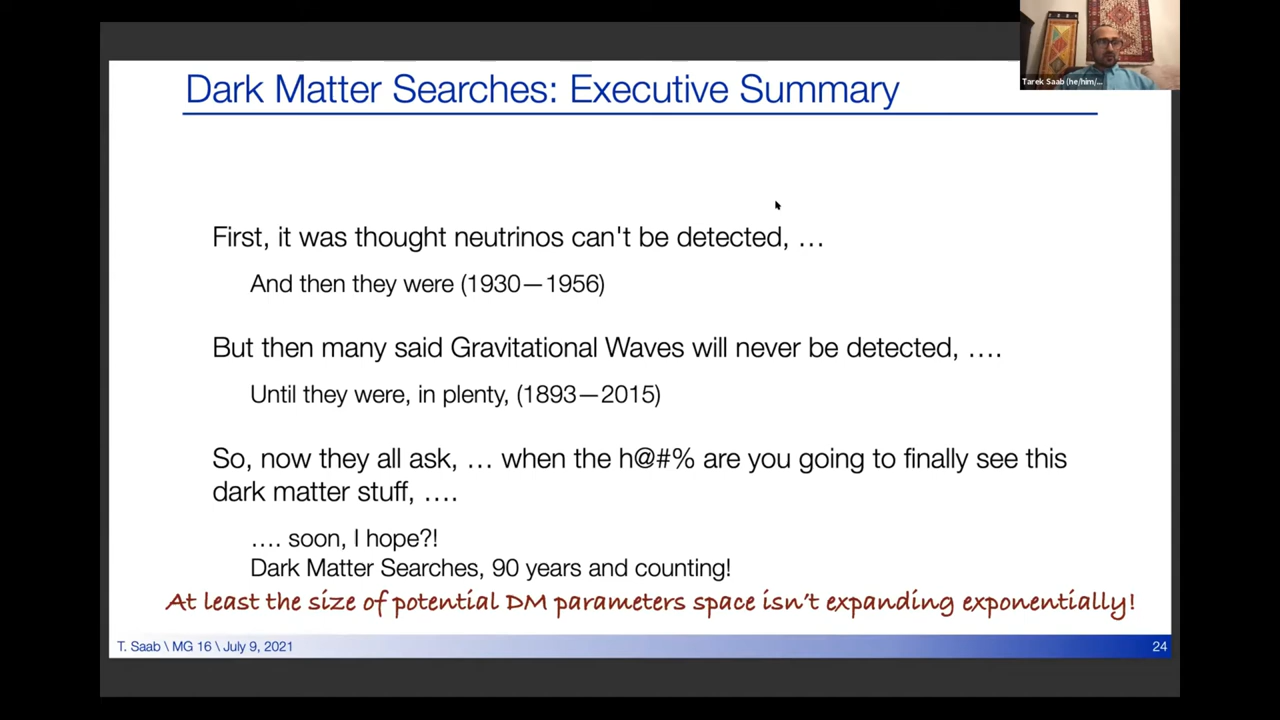 Tarek Saab (he/him/...
Dark Matter Searches: Executive Summary
First, it was thought neutrinos can't be detected, …
And then they were (1930—1956)
But then many said Gravitational Waves will never be detected, ….
Until they were, in plenty, (1893—2015)
So, now they all ask, … when the h@#% are you going to finally see this
dark matter stuff, ….
…. soon, I hope?!
Dark Matter Searches, 90 years and counting!
At least the size of potential DM parameters space isn't expanding exponentially!
T. Saab \ MG 16 \ July 9, 2021
24